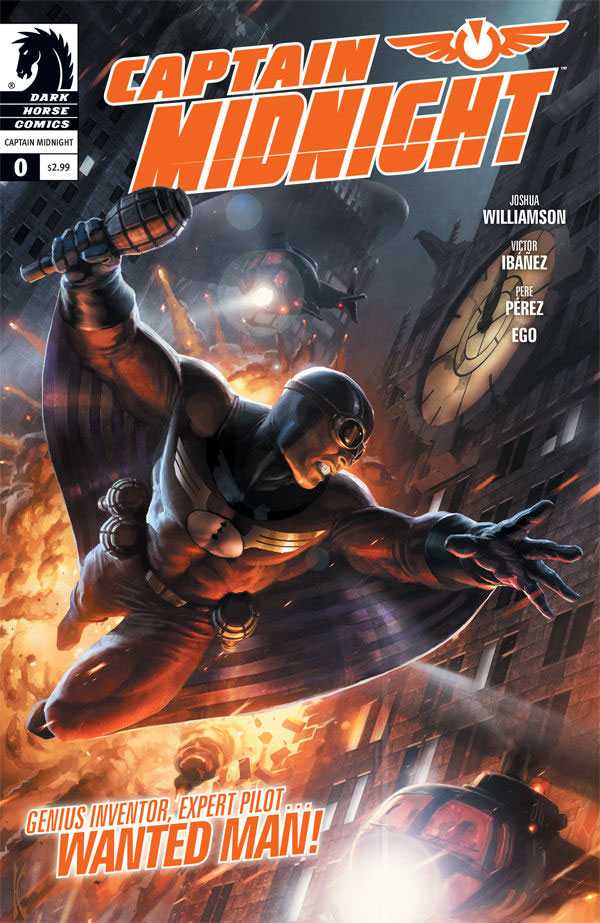 DARK
HORSE
COMICS
®
CAPTAIN MIDNIGHT
0
$2.99
CAPTAIN
MIDNIGHT
™
JOSHUA
WILLIAMSON
VICTOR
IBÁÑEZ
PERE
PÉREZ
EGO
GENIUS INVENTOR, EXPERT PILOT . . .
WANTED MAN!